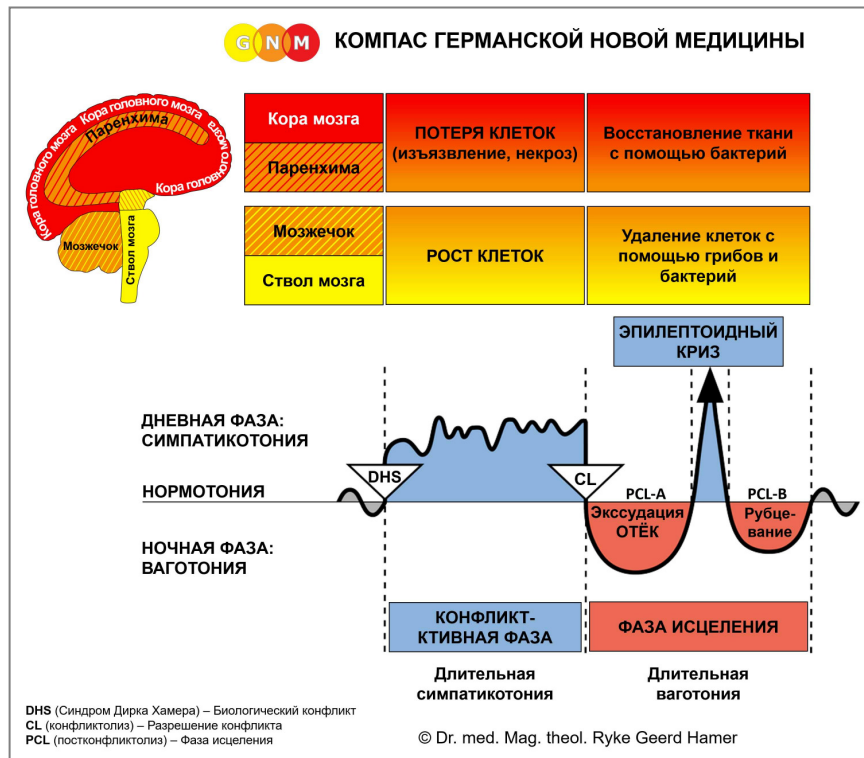 G N M
КОМПАС ГЕРМАНСКОЙ НОВОЙ МЕДИЦИНЫ
Кора головного мозга Кора головного мозга Кора головного мозга
Паренхима
Кора головн
Мозжечок
Ствол мозга
Кора мозга
Паренхима
ПОТЕРЯ КЛЕТОК
(изъязвление, некроз)
Восстановление ткани
с помощью бактерий
Мозжечок
Ствол мозга
РОСТ КЛЕТОК
Удаление клеток с
помощью грибов и
бактерий
ЭПИЛЕПТОИДНЫЙ
КРИЗ
ДНЕВНАЯ ФАЗА:
СИМПАТИКОТОНИЯ
DHS
CL
НОРМОТОНИЯ
PCL-A
Экссудация
ОТЁК
PCL-B
Рубце-
вание
НОЧНАЯ ФАЗА:
ВАГОТОНИЯ
КОНФЛИКТ-
КТИВНАЯ ФАЗА
ФАЗА ИСЦЕЛЕНИЯ
Длительная
симпатикотония
Длительная
ваготония
DHS (Синдром Дирка Хамера) – Биологический конфликт
CL (конфликтолиз) – Разрешение конфликта
PCL (постконфликтолиз) – Фаза исцеления
© Dr. med. Mag. theol. Ryke Geerd Hamer